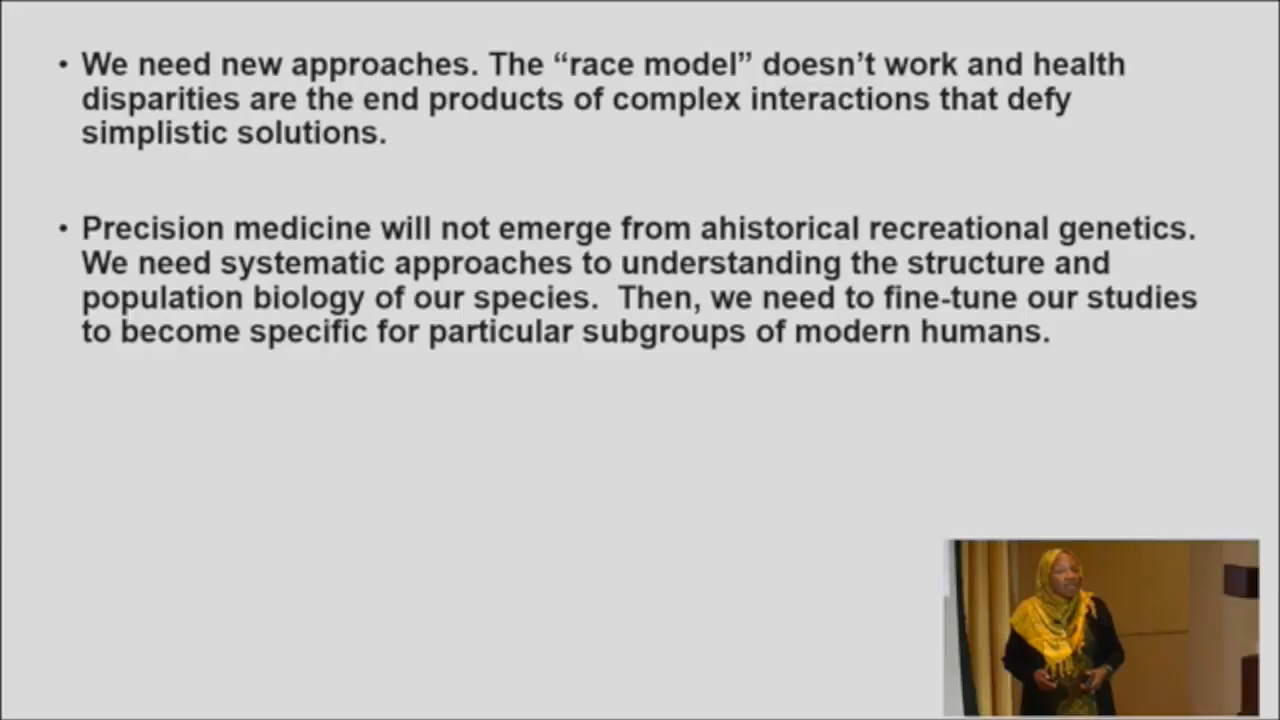 • We need new approaches. The “race model” doesn’t work and health
disparities are the end products of complex interactions that defy
simplistic solutions.
• Precision medicine will not emerge from ahistorical recreational genetics.
We need systematic approaches to understanding the structure and
population biology of our species.  Then, we need to fine-tune our studies
to become specific for particular subgroups of modern humans.